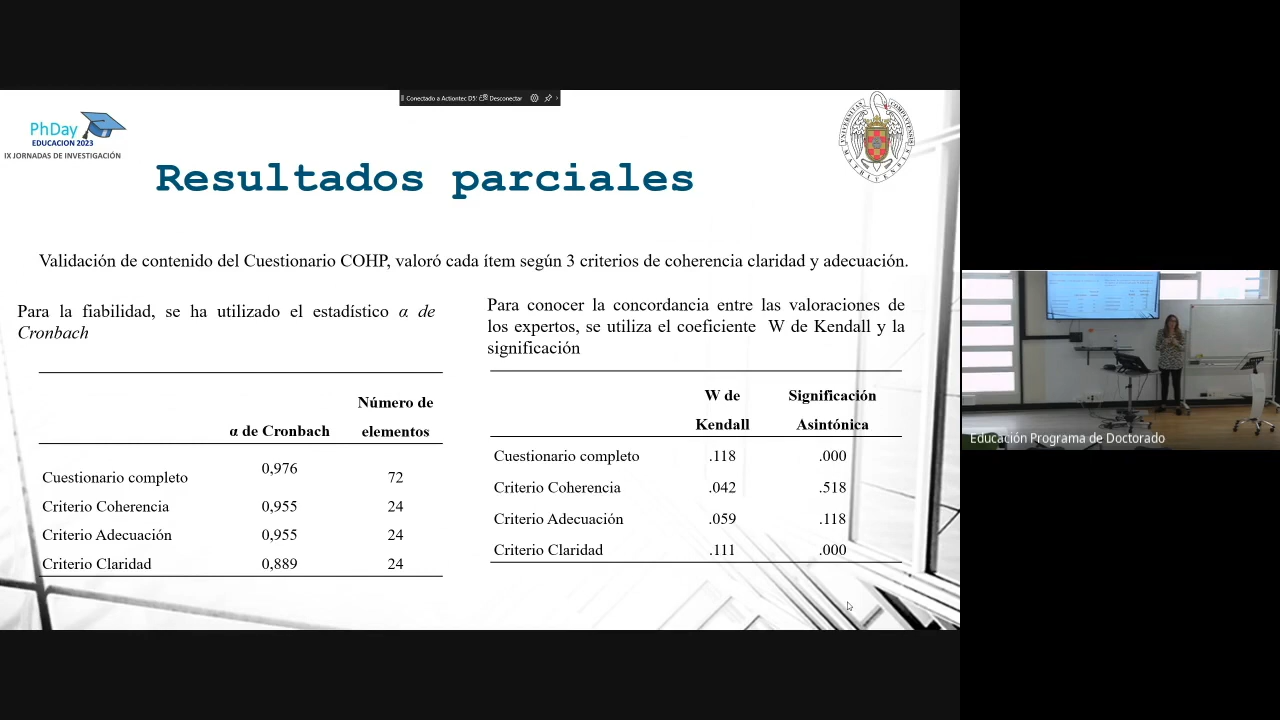 Conectado a Actiontec D5: Desconectar
PhDay
EDUCACION 2023
IX JORNADAS DE INVESTIGACIÓN
Resultados parciales
Validación de contenido del Cuestionario COHP, valoró cada ítem según 3 criterios de coherencia claridad y adecuación.
Para la fiabilidad, se ha utilizado el estadístico α de
Cronbach
α de Cronbach Número de elementos
Cuestionario completo 0,976 72
Criterio Coherencia 0,955 24
Criterio Adecuación 0,955 24
Criterio Claridad 0,889 24
Para conocer la concordancia entre las valoraciones de
los expertos, se utiliza el coeficiente W de Kendall y la
significación
W de Significación
Kendall Asintónica
Cuestionario completo .118 .000
Criterio Coherencia .042 .518
Criterio Adecuación .059 .118
Criterio Claridad .111 .000
Educación Programa de Doctorado